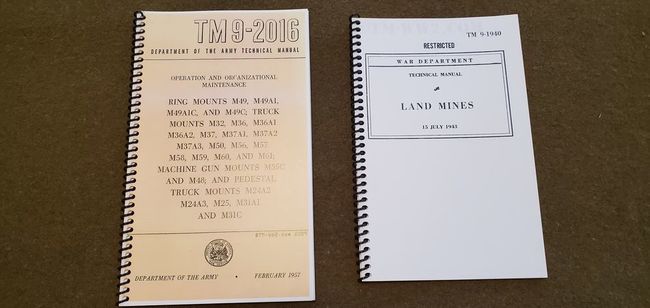 TM 9-2016
DEPARTMENT OF THE ARMY TECHNICAL MANUAL
OPERATION AND ORGANIZATIONAL
MAINTENANCE
RING MOUNTS M49, M49A1,
M49A1C, AND M49C; TRUCK
MOUNTS M32, M36, M36A1
M36A2, M37, M37A1, M37A2
M37A3, M50, M56, M57
M58, M59, M60, AND M61;
MACHINE GUN MOUNTS M35C
AND M48; AND PEDESTAL
TRUCK MOUNTS M24A2
M24A3, M25, M31A1
AND M31C
DEPARTMENT OF THE ARMY • FEBRUARY 1957
TM 9-1940
RESTRICTED
WAR DEPARTMENT
TECHNICAL MANUAL
LAND MINES
15 JULY 1943